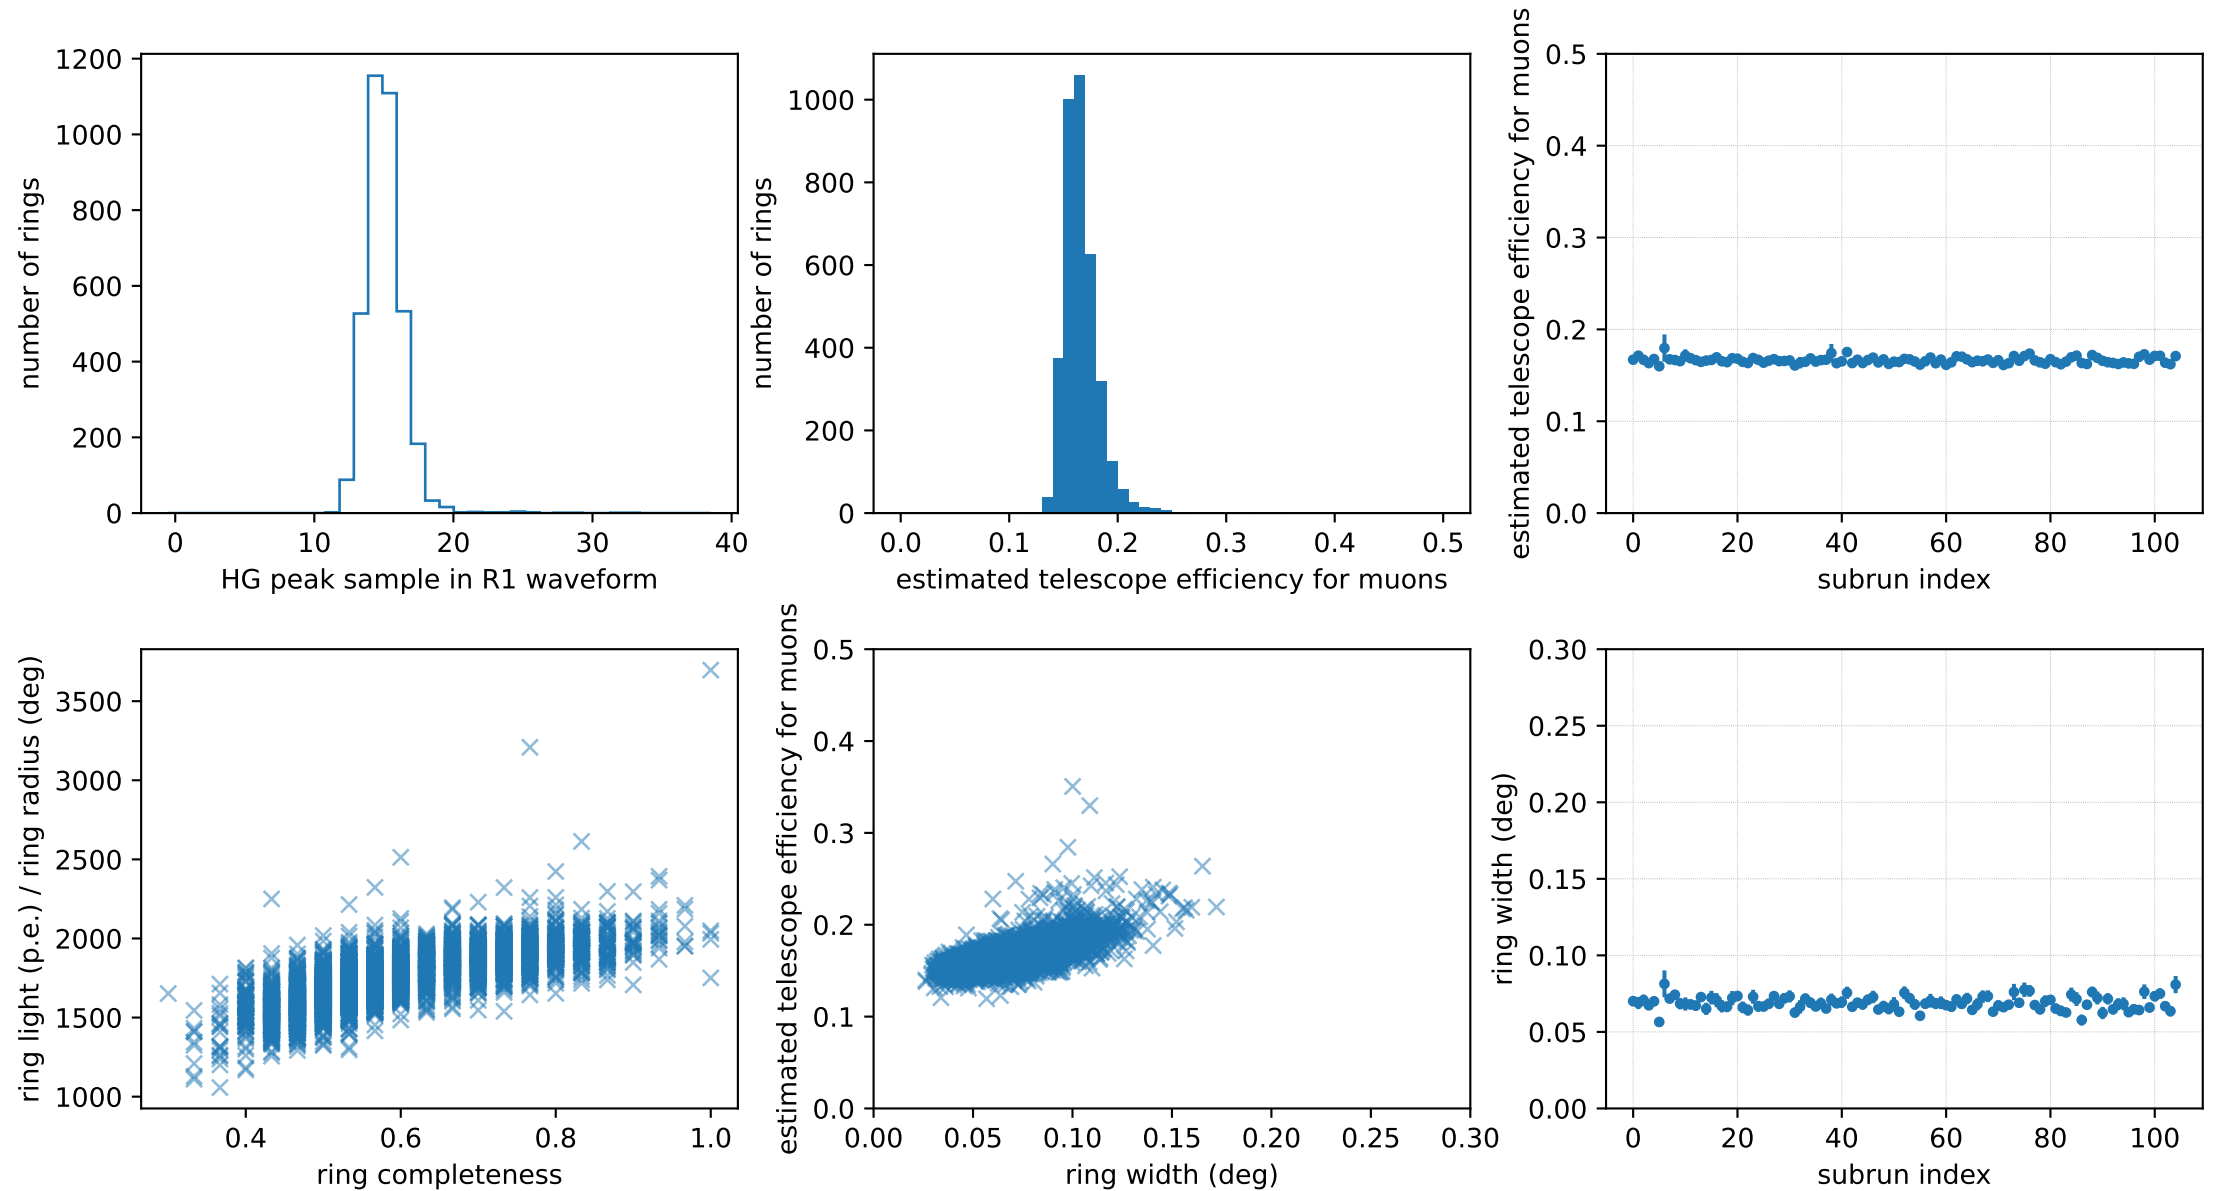 1200
1000
800
600
400
200
0
number of rings
0 10 20 30 40
HG peak sample in R1 waveform
1000
800
600
400
200
0
number of rings
0.0 0.1 0.2 0.3 0.4 0.5
estimated telescope efficiency for muons
0.5
0.4
0.3
0.2
0.1
0.0
estimated telescope efficiency for muons
0 20 40 60 80 100
subrun index
3500
3000
2500
2000
1500
1000
ring light (p.e.) / ring radius (deg)
0.4 0.6 0.8 1.0
ring completeness
0.5
0.4
0.3
0.2
0.1
0.0
estimated telescope efficiency for muons
0.00 0.05 0.10 0.15 0.20 0.25 0.30
ring width (deg)
0.30
0.25
0.20
0.15
0.10
0.05
0.00
ring width (deg)
0 20 40 60 80 100
subrun index